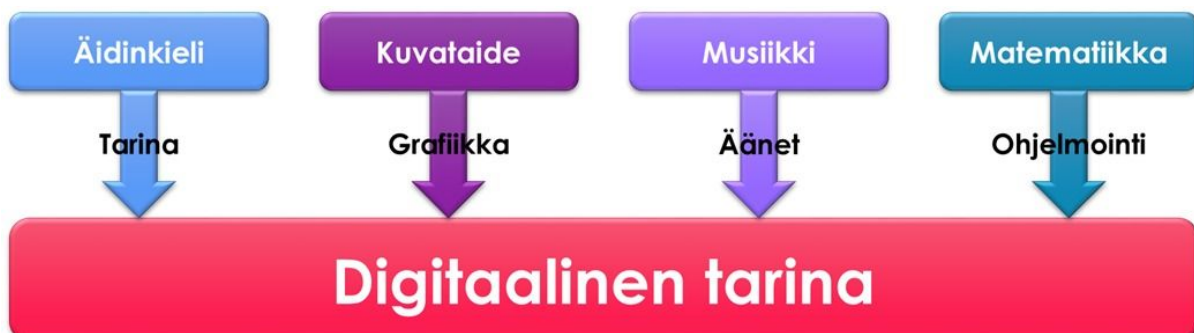 Äidinkieli
Kuvataide
Musiikki
Matematiikka
Tarina
Grafiikka
Äänet
Ohjelmointi
Digitaalinen tarina